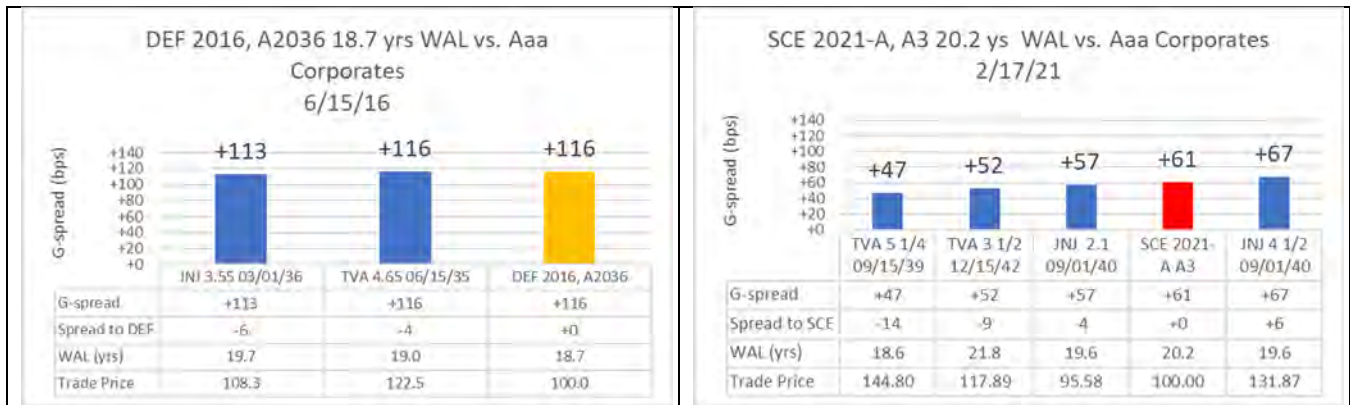 DEF 2016, A2036 18.7 yrs WAL vs. Aaa
Corporates
6/15/16
G-spread (bps)
+140
+120
+100
+80
+60
+40
+20
+0
+113 +116 +116
JNJ 3.55 03/01/36 TVA 4.65 06/15/35 DEF 2016, A2036
G-spread +113 +116 +116
Spread to DEF -6 -4 +0
WAL (yrs) 19.7 19.0 18.7
Trade Price 108.3 122.5 100.0
SCE 2021-A, A3 20.2 ys WAL vs. Aaa Corporates
2/17/21
G-spread (bps)
+140
+120
+100
+80
+60
+40
+20
+0
+47 +52 +57 +61 +67
TVA 5 1/4 TVA 3 1/2 JNJ 2.1 SCE 2021- JNJ 4 1/2
09/15/39 12/15/42 09/01/40 A A3 09/01/40
G-spread +47 +52 +57 +61 +67
Spread to SCE -14 -9 -4 +0 +6
WAL (yrs) 18.6 21.8 19.6 20.2 19.6
Trade Price 144.80 117.89 95.58 100.00 131.87